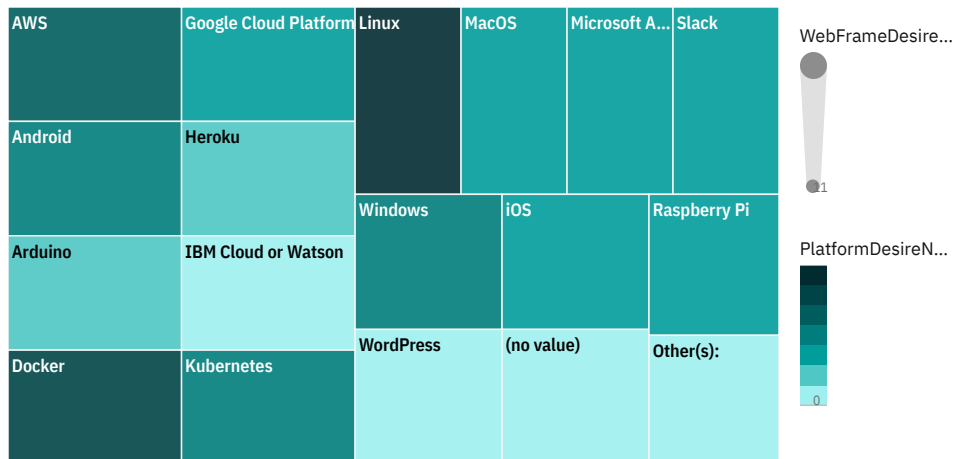 AWS
Google Cloud Platform
Linux
MacOS
Microsoft A...
Slack
WebFrameDesire...
11
Android
Heroku
Windows
iOS
Raspberry Pi
Arduino
IBM Cloud or Watson
PlatformDesireN...
WordPress
(no value)
Other(s):
Docker
Kubernetes
0